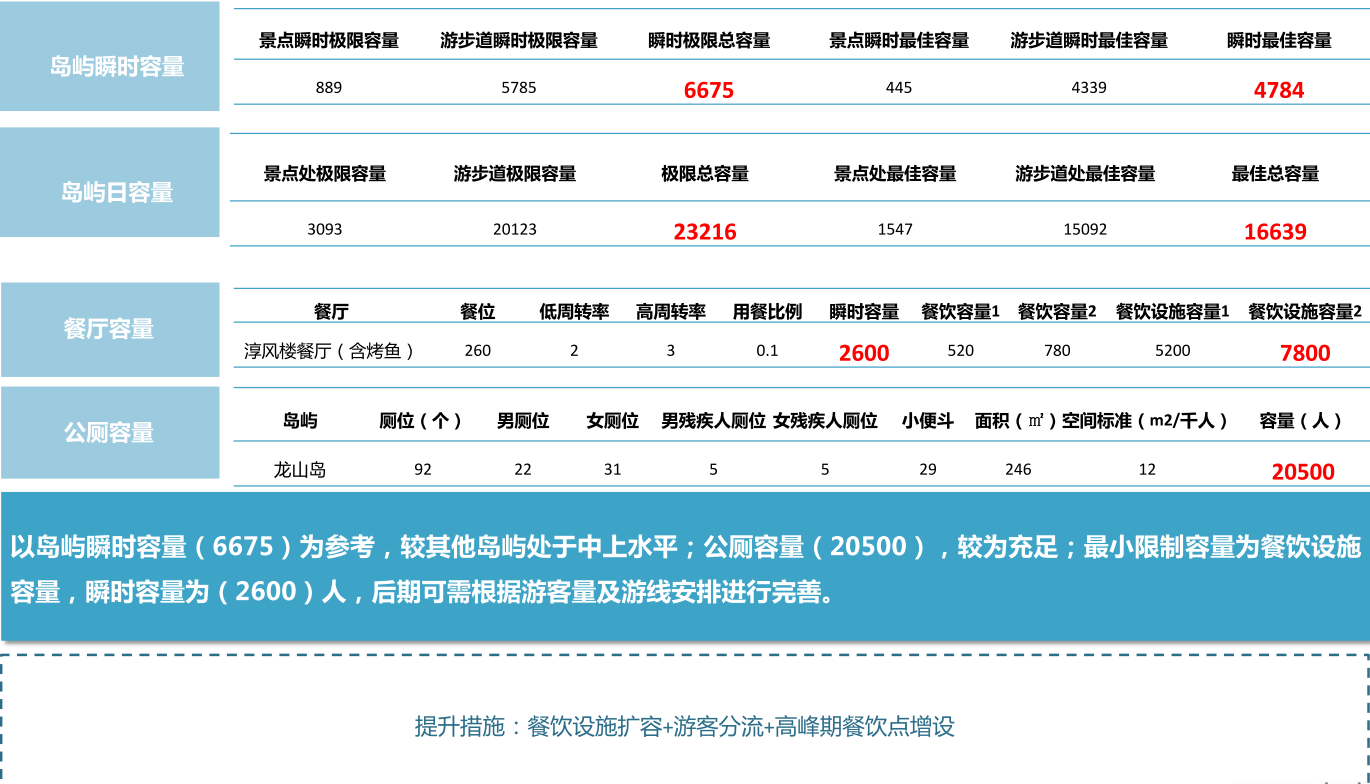 岛屿瞬时容量
景点瞬时极限容量 游步道瞬时极限容量 瞬时极限总容量 景点瞬时最佳容量 游步道瞬时最佳容量 瞬时最佳容量
889 5785 6675 445 4339 4784
岛屿日容量
景点处极限容量 游步道极限容量 极限总容量 景点处最佳容量 游步道处最佳容量 最佳总容量
3093 20123 23216 1547 15092 16639
餐厅容量
餐厅 餐位 低周转率 高周转率 用餐比例 瞬时容量 餐饮容量1 餐饮容量2 餐饮设施容量1 餐饮设施容量2
淳风楼餐厅（含烤鱼） 260 2 3 0.1 2600 520 780 5200 7800
公厕容量
岛屿 厕位（个） 男厕位 女厕位 男残疾人厕位 女残疾人厕位 小便斗 面积（㎡） 空间标准（m2/千人） 容量（人）
龙山岛 92 22 31 5 5 29 246 12 20500
以岛屿瞬时容量（6675）为参考，较其他岛屿处于中上水平；公厕容量（20500），较为充足；最小限制容量为餐饮设施
容量，瞬时容量为（2600）人，后期可需根据游客量及游线安排进行完善。
提升措施：餐饮设施扩容+游客分流+高峰期餐饮点增设